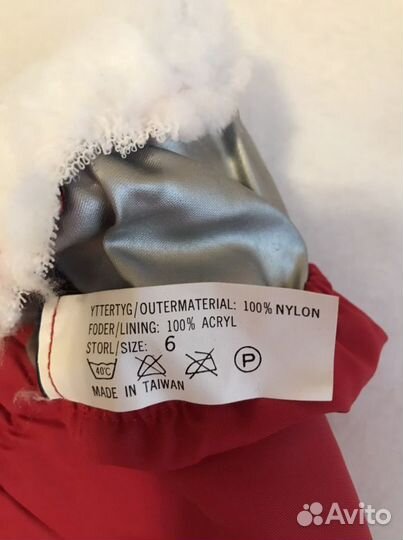 YTTERTYG/OUTERMATERIAL: 100% NYLON
FODER/LINING: 100% ACRYL
STORL/SIZE: 6
40°C P
MADE IN TAIWAN
Avito